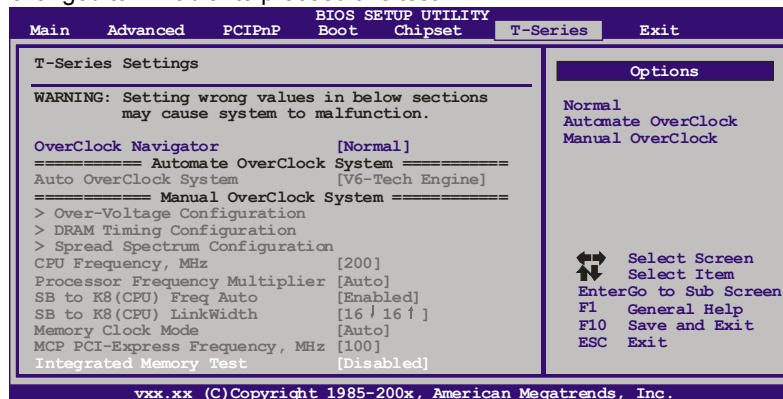 BIOS SETUP UTILITY
Main Advanced PCIPnP Boot Chipset T-Series Exit
T-Series Settings
WARNING: Setting wrong values in below sections
may cause system to malfunction.
OverClock Navigator [Normal]
=========== Automate OverClock System ===========
Auto OverClock System [V6-Tech Engine]
============ Manual OverClock System ============
> Over-Voltage Configuration
> DRAM Timing Configuration
> Spread Spectrum Configuration
CPU Frequency, MHz [200]
Processor Frequency Multiplier [Auto]
SB to K8(CPU) Freq Auto [Enabled]
SB to K8(CPU) LinkWidth [16 ↓ 16 ↑ ]
Memory Clock Mode [Auto]
MCP PCI-Express Frequency, MHz [100]
Integrated Memory Test [Disabled]
Options
Normal
Automate OverClock
Manual OverClock
Select Screen
Select Item
EnterGo to Sub Screen
F1 General Help
F10 Save and Exit
ESC Exit
vxx.xx (C)Copyright 1985-200x, American Megatrends, Inc.